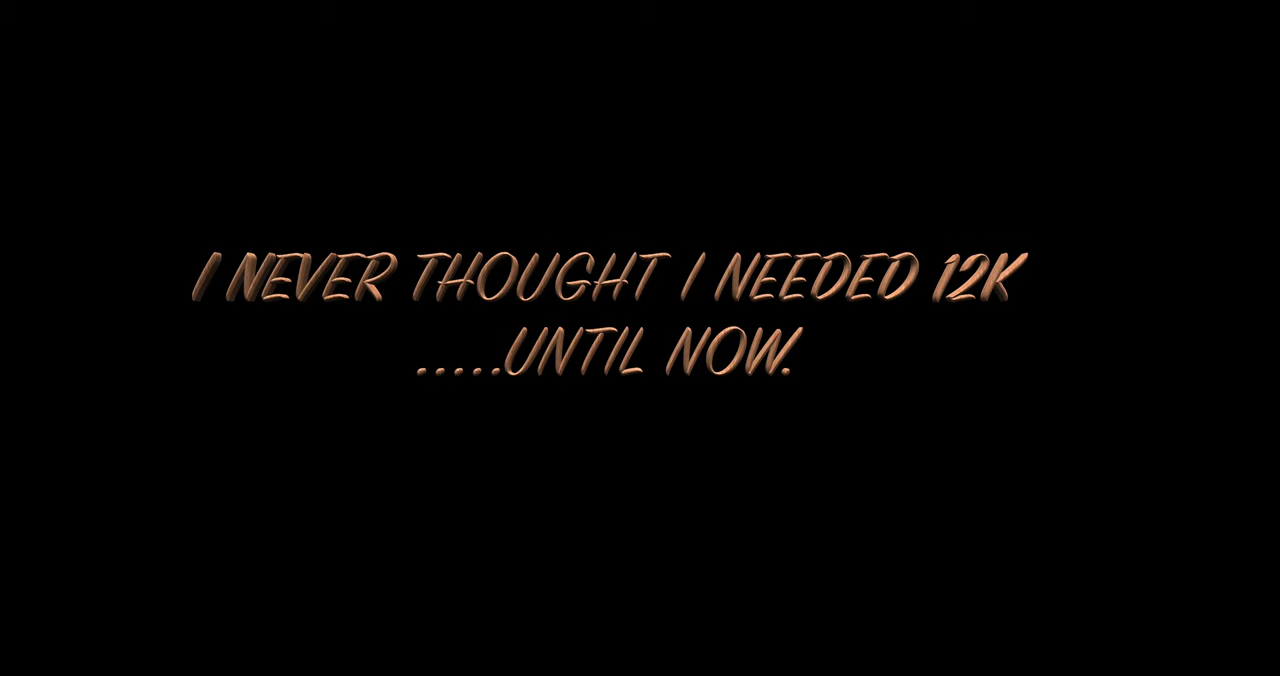 I NEVER THOUGHT I NEEDED 12K
.....UNTIL NOW.